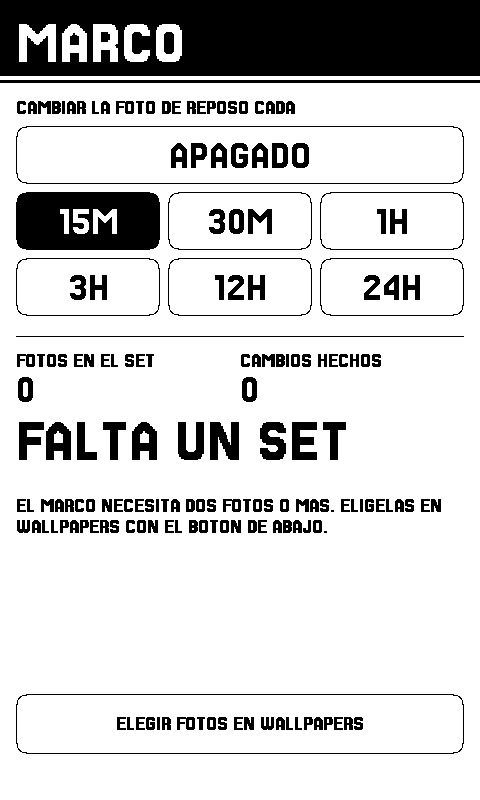 MARCO
CAMBIAR LA FOTO DE REPOSO CADA
APAGADO
15M
30M
1H
3H
12H
24H
FOTOS EN EL SET
CAMBIOS HECHOS
0
0
FALTA UN SET
EL MARCO NECESITA DOS FOTOS O MAS. ELIGELAS EN
WALLPAPERS CON EL BOTON DE ABAJO.
ELEGIR FOTOS EN WALLPAPERS